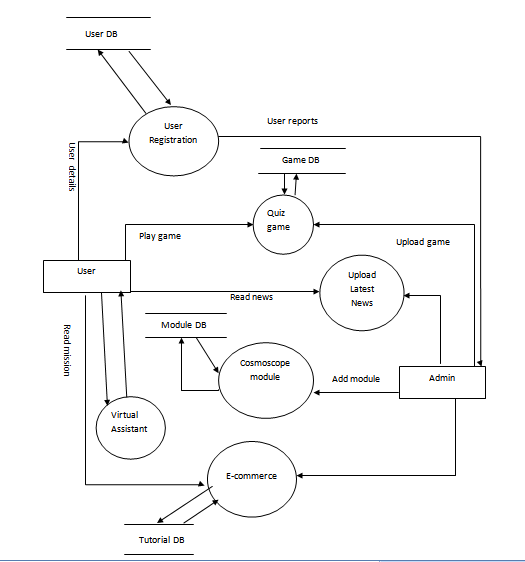 User DB
User
Registration
User reports
Game DB
User details
Quiz
game
Play game
Upload game
User
Upload
Latest
News
Read news
Module DB
Read mission
Cosmoscope
module
Add module
Admin
Virtual
Assistant
E-commerce
Tutorial DB